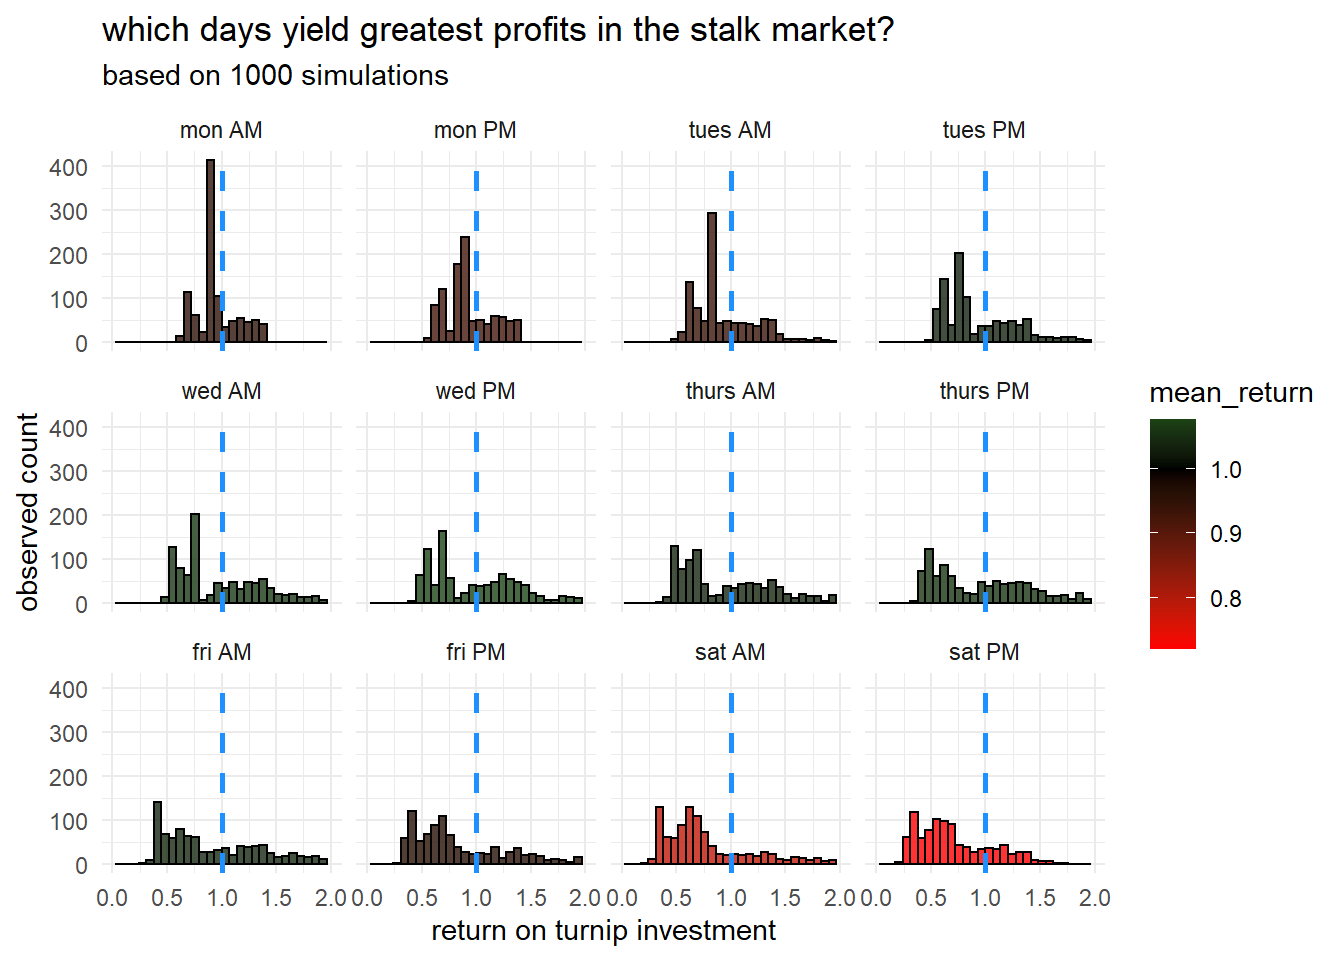 which days yield greatest profits in the stalk market?
based on 1000 simulations
mon AM mon PM tues AM tues PM
400
300
200
100
0
wed AM wed PM thurs AM thurs PM
400
300
200
100
0
fri AM fri PM sat AM sat PM
400
300
200
100
0
0.0 0.5 1.0 1.5 2.0 0.0 0.5 1.0 1.5 2.0 0.0 0.5 1.0 1.5 2.0 0.0 0.5 1.0 1.5 2.0
return on turnip investment
observed count
mean_return
1.0
0.9
0.8